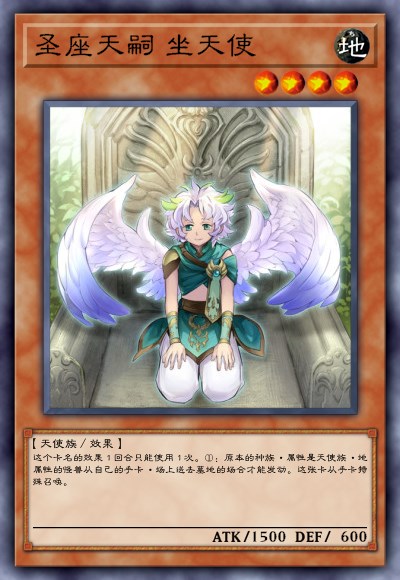 圣座天嗣 坐天使
地
【天使族／效果】
这个卡名的效果1回合只能使用1次。①：原本的种族·属性是天使族·地
属性的怪兽从自己的手卡·场上送去墓地的场合才能发动。这张卡从手卡特
殊召唤。
ATK/1500 DEF/ 600